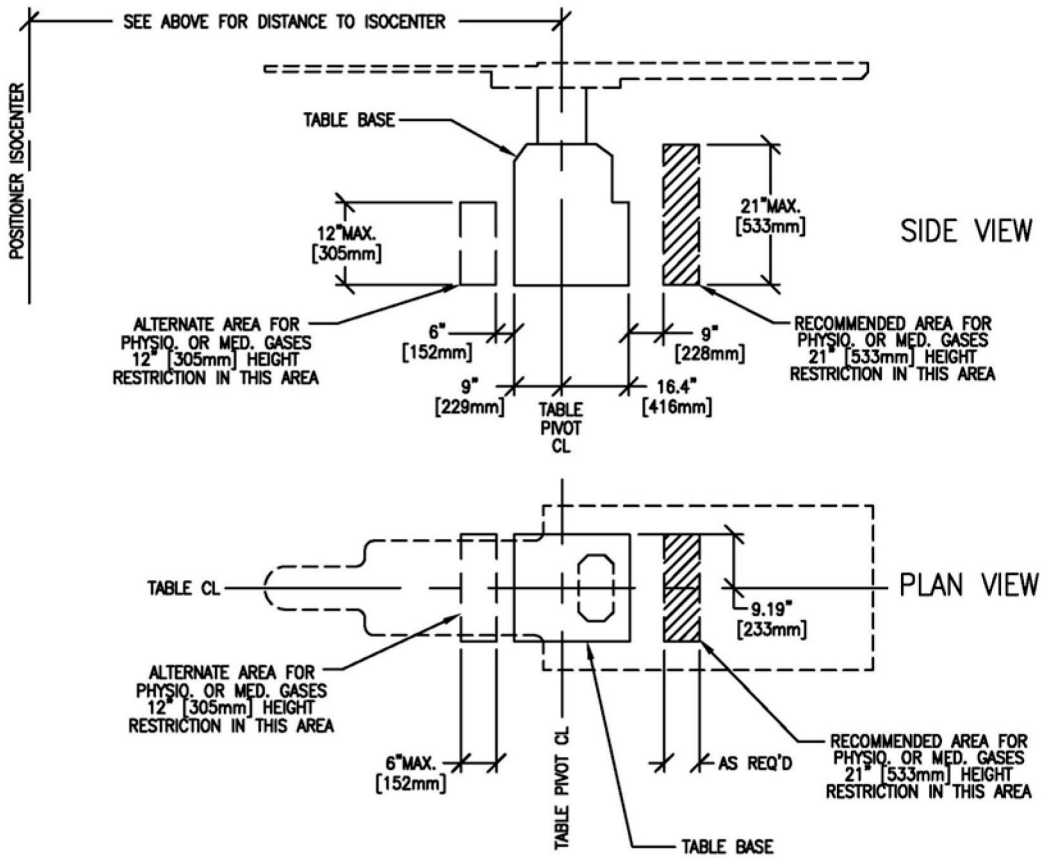 SEE ABOVE FOR DISTANCE TO ISOCENTER
POSITIONER ISOCENTER
TABLE BASE
12"MAX.
[305mm]
21"MAX.
[533mm]
SIDE VIEW
ALTERNATE AREA FOR
PHYSIO. OR MED. GASES
12" [305mm] HEIGHT
RESTRICTION IN THIS AREA
6"
[152mm]
9"
[228mm]
RECOMMENDED AREA FOR
PHYSIO. OR MED. GASES
21" [533mm] HEIGHT
RESTRICTION IN THIS AREA
9"
[229mm]
TABLE
PIVOT
CL
16.4"
[416mm]
TABLE CL
PLAN VIEW
9.19"
[233mm]
ALTERNATE AREA FOR
PHYSIO. OR MED. GASES
12" [305mm] HEIGHT
RESTRICTION IN THIS AREA
6"MAX.
[152mm]
TABLE PIVOT CL
AS REQ'D
RECOMMENDED AREA FOR
PHYSIO. OR MED. GASES
21" [533mm] HEIGHT
RESTRICTION IN THIS AREA
TABLE BASE